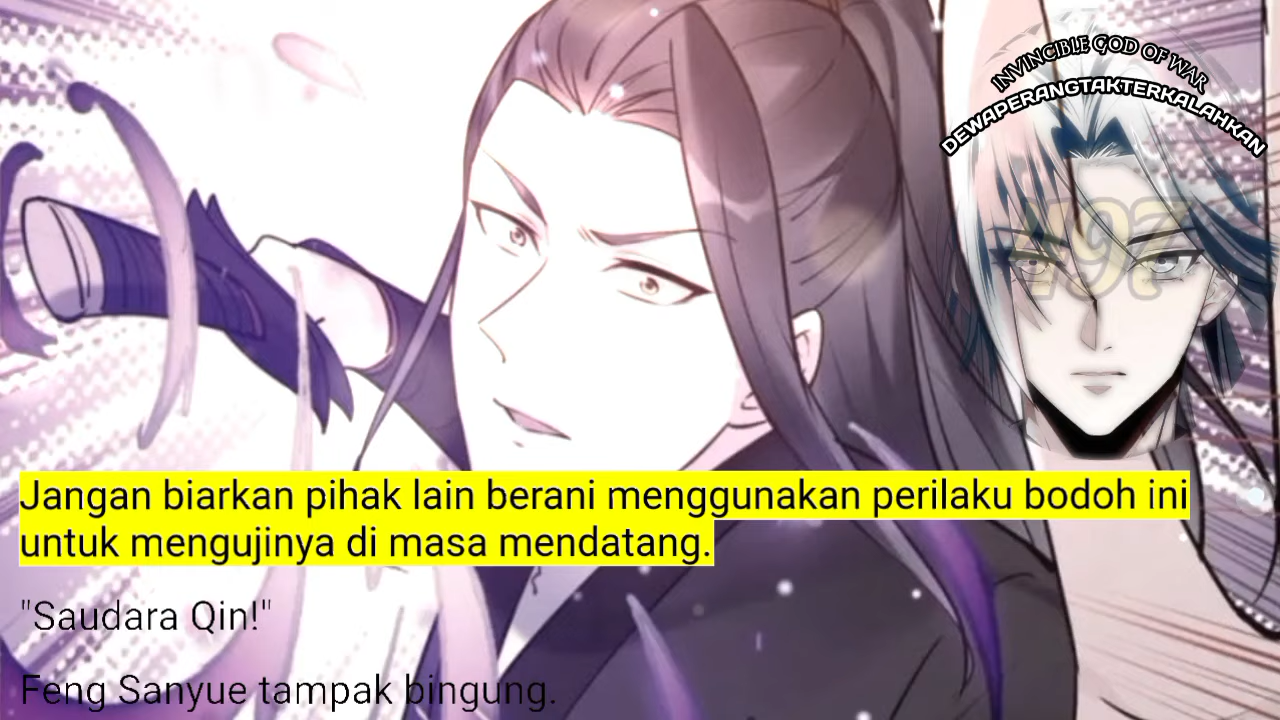 INVINCIBLE GOD OF WAR
DEWAPERANGTAKTERKALAHKAN
497
Jangan biarkan pihak lain berani menggunakan perilaku bodoh ini
untuk mengujinya di masa mendatang.
"Saudara Qin!"
Feng Sanyue tampak bingung.